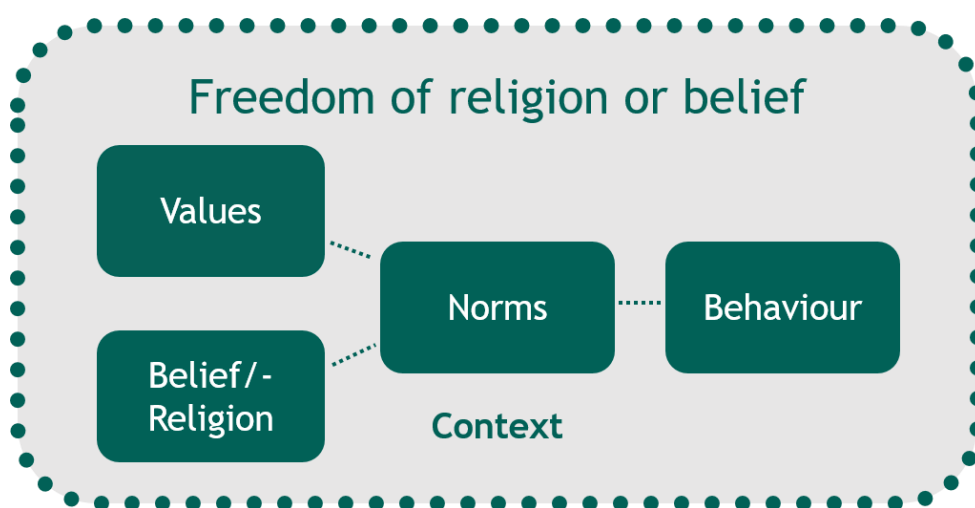 Freedom of religion or belief
Values
Norms
Behaviour
Belief/-
Religion
Context